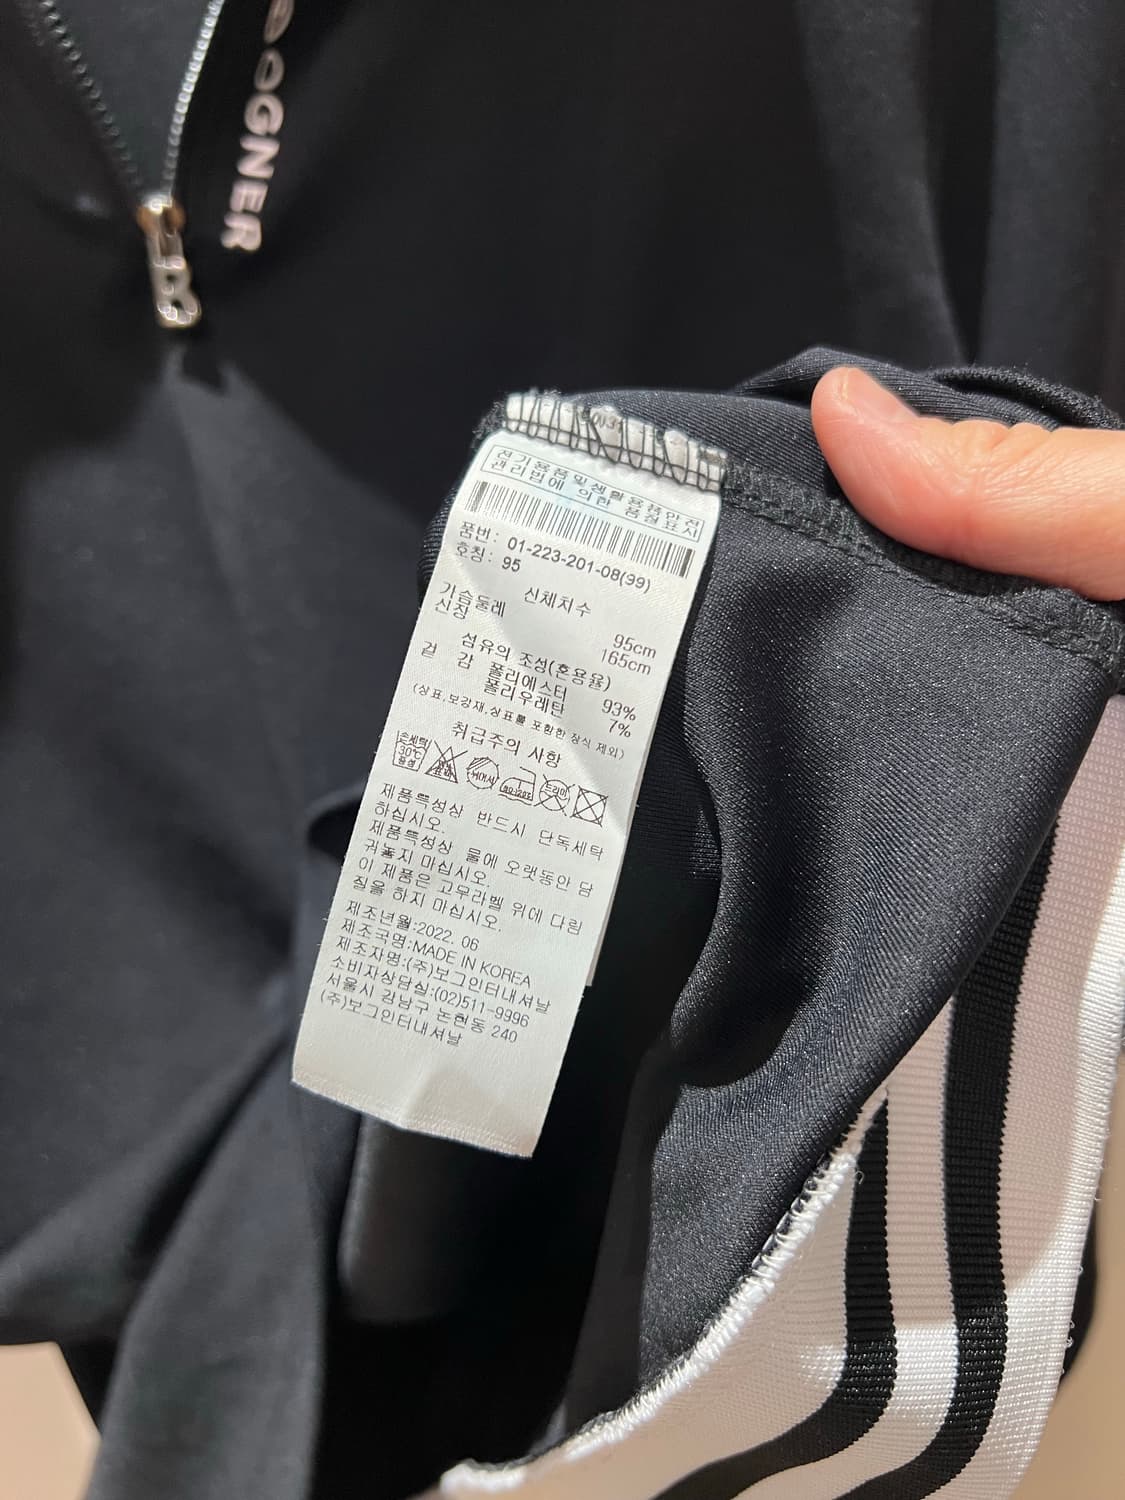 BOGNER
전기용품및생활용품안전
관리법에 의한 품질표시
품번: 01-223-201-08(99)
호칭: 95
신체치수
가슴둘레 95cm
신장 165cm
섬유의 조성(혼용율)
겉 감 폴리에스터 93%
폴리우레탄 7%
(상표,보강재,상표를 포함한 장식 제외)
취급주의 사항
손세탁 30℃ 중성
드라이
제품특성상 반드시 단독세탁
하십시오.
제품특성상 물에 오랫동안 담
궈놓지 마십시오.
이 제품은 고무라벨 위에 다림
질을 하지 마십시오.
제조년월:2022. 06
제조국명:MADE IN KOREA
제조자명:(주)보그인터내셔날
소비자상담실:(02)511-9996
서울시 강남구 논현동 240
(주)보그인터내셔날